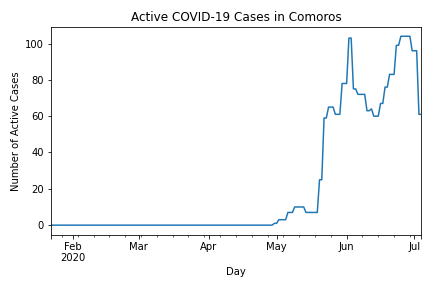 Active COVID-19 Cases in Comoros
Number of Active Cases
100
80
60
40
20
0
Feb Mar Apr May Jun Jul
2020
Day